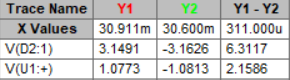 Trace Name Y1 Y2 Y1 - Y2
X Values 30.911m 30.600m 311.000u
V(D2:1) 3.1491 -3.1626 6.3117
V(U1:+) 1.0773 -1.0813 2.1586